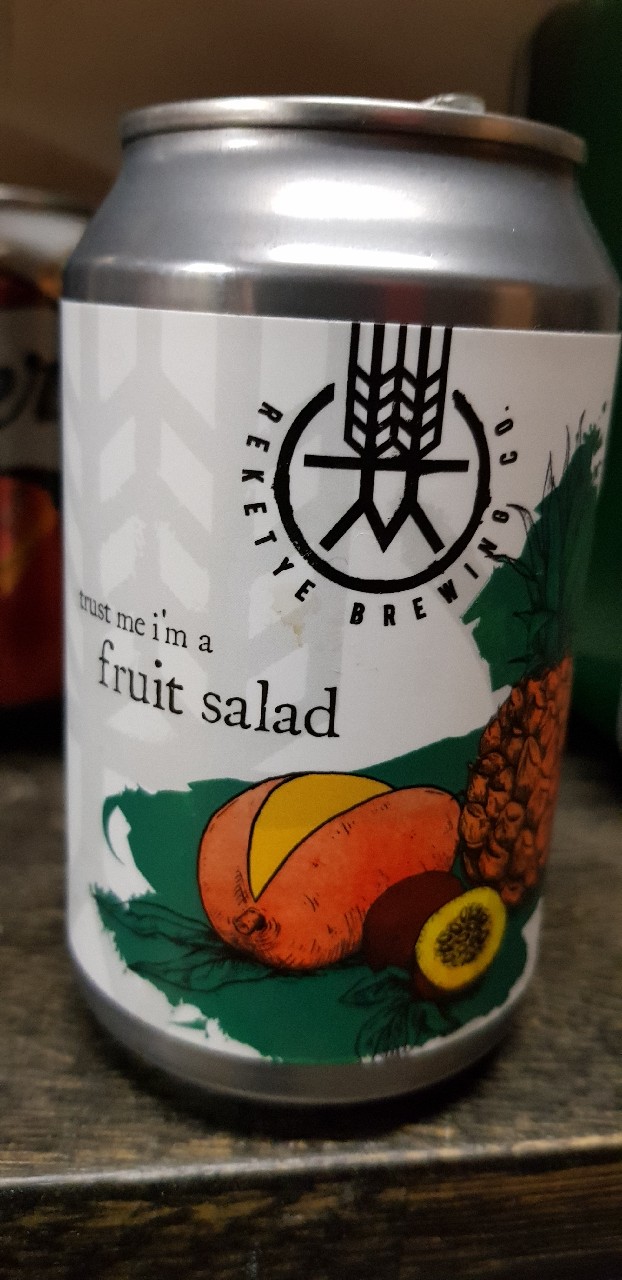 REKETYE BREWING CO.
trust me i'm a
fruit salad